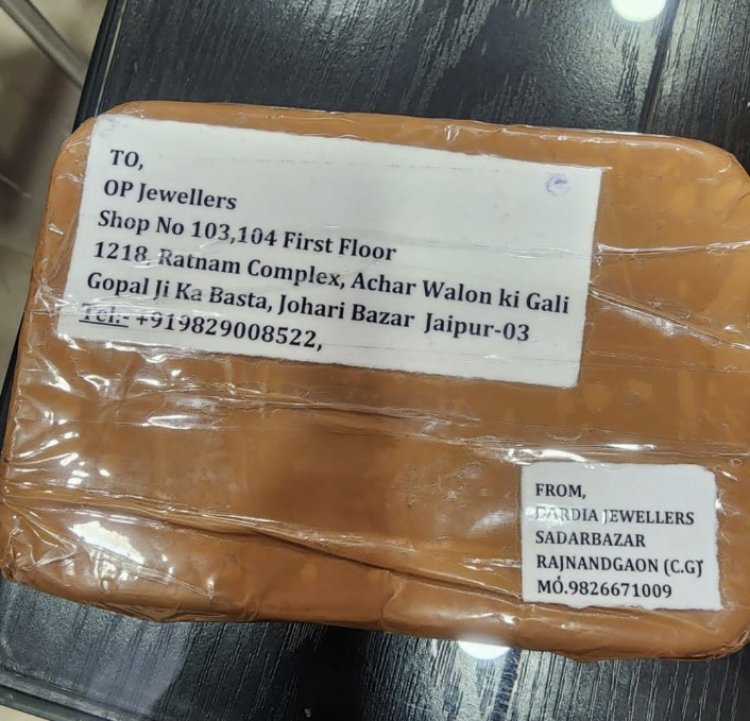 TO,
OP Jewellers
Shop No 103,104 First Floor
1218, Ratnam Complex, Achar Walon ki Gali
Gopal Ji Ka Basta, Johari Bazar Jaipur-03
Tel:- +919829008522,
FROM,
JEWELLERS
SADARBAZAR
RAJNANDGAON (C.G)
MO.9826671009